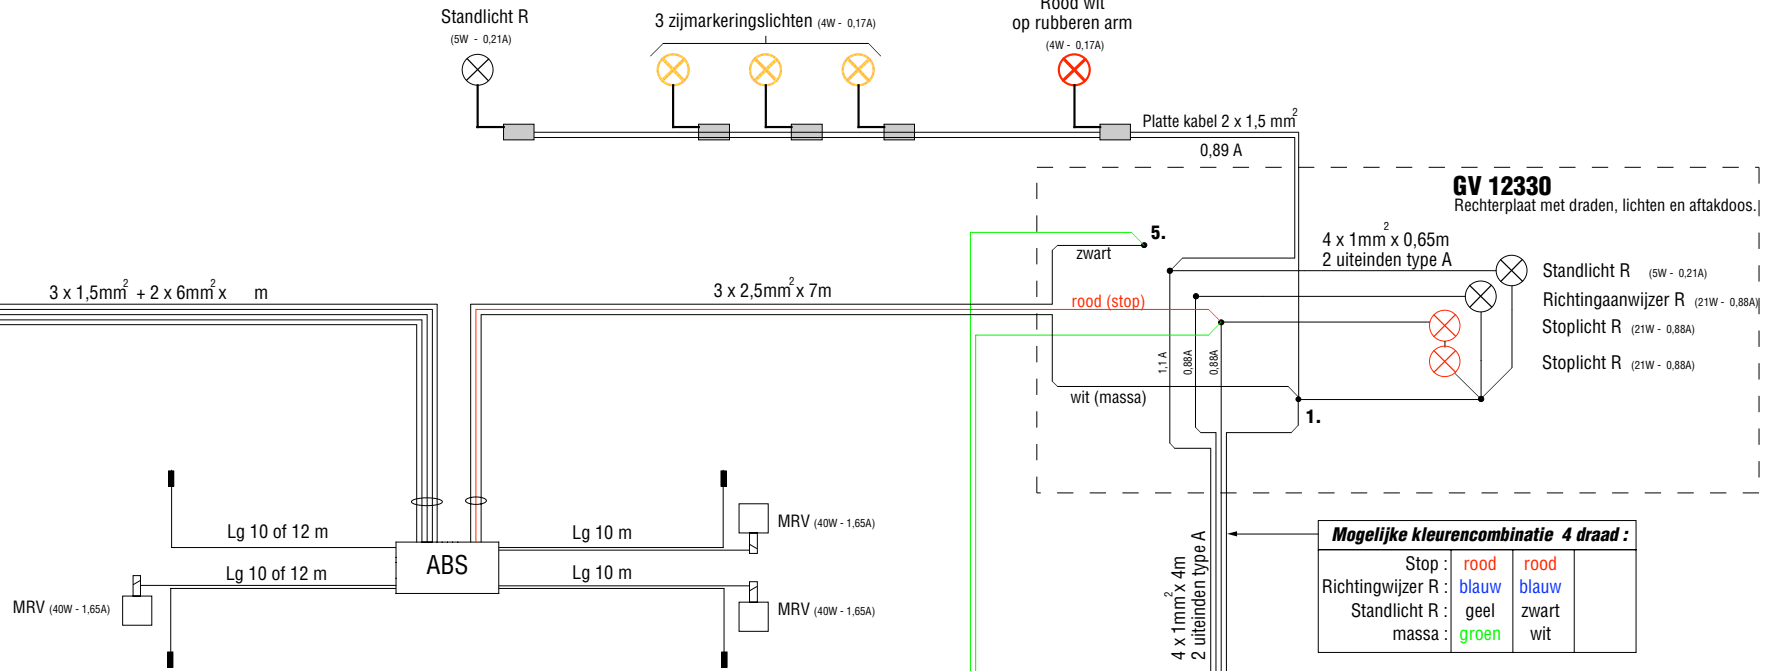 Rood wit
Standlicht R
(5W - 0,21A)
3 zijmarkeringslichten (4W - 0,17A)
op rubberen arm
(4W - 0,17A)
Platte kabel 2 x 1,5 mm²
0,89 A
GV 12330
Rechterplaat met draden, lichten en aftakdoos.
5.
zwart
4 x 1mm² x 0,65m
2 uiteinden type A
Standlicht R (5W - 0,21A)
3 x 1,5mm² + 2 x 6mm² x m
3 x 2,5mm² x 7m
rood (stop)
Richtingaanwijzer R (21W - 0,88A)
Stoplicht R (21W - 0,88A)
Stoplicht R (21W - 0,88A)
1,1 A
0,88A
0,88A
wit (massa)
1.
Lg 10 of 12 m
Lg 10 m
MRV (40W - 1,65A)
ABS
Lg 10 of 12 m
Lg 10 m
MRV (40W - 1,65A)
MRV (40W - 1,65A)
4 x 1mm² x 4m
2 uiteinden type A
Mogelijke kleurencombinatie 4 draad :
Stop : rood rood
Richtingwijzer R : blauw blauw
Standlicht R : geel zwart
massa : groen wit